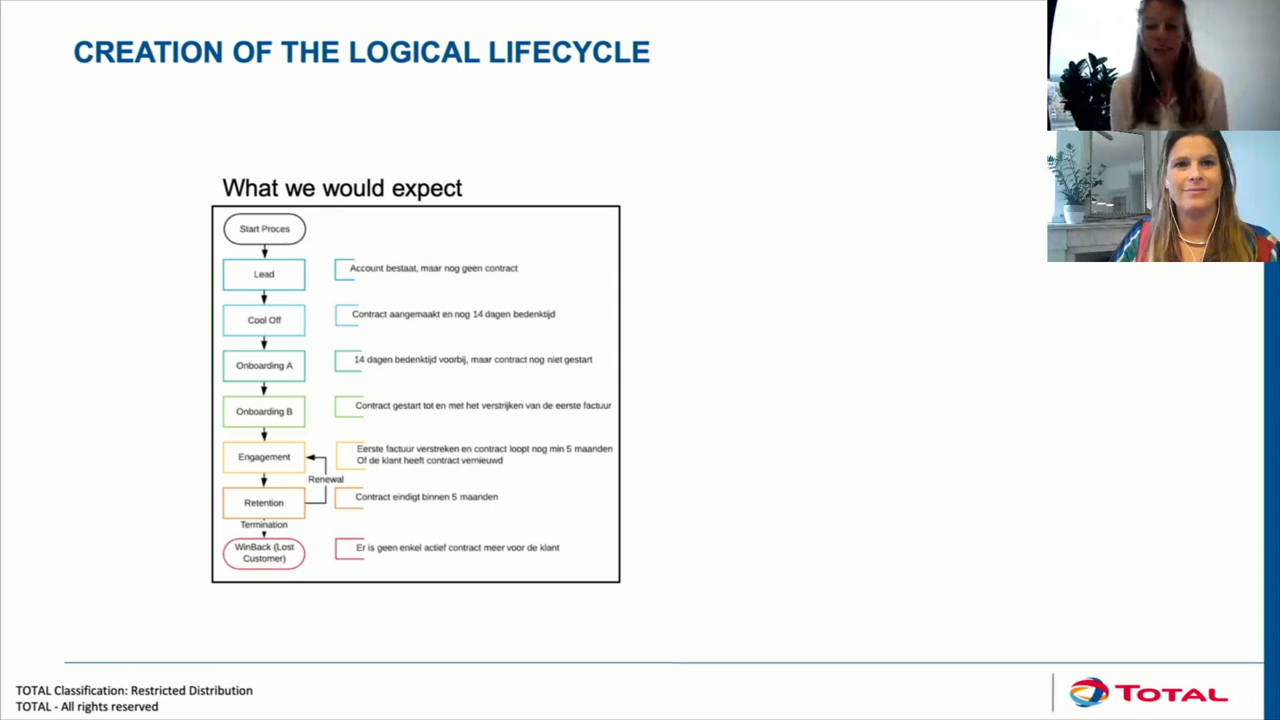 CREATION OF THE LOGICAL LIFECYCLE
What we would expect
Start Proces
Lead
Account bestaat, maar nog geen contract
Cool Off
Contract aangemaakt en nog 14 dagen bedenktijd
Onboarding A
14 dagen bedenktijd voorbij, maar contract nog niet gestart
Onboarding B
Contract gestart tot en met het verstrijken van de eerste factuur
Engagement
Eerste factuur verstreken en contract loopt nog min 5 maanden
Of de klant heeft contract vernieuwd
Renewal
Retention
Contract eindigt binnen 5 maanden
Termination
WinBack (Lost
Customer)
Er is geen enkel actief contract meer voor de klant
TOTAL Classification: Restricted Distribution
TOTAL - All rights reserved
TOTAL